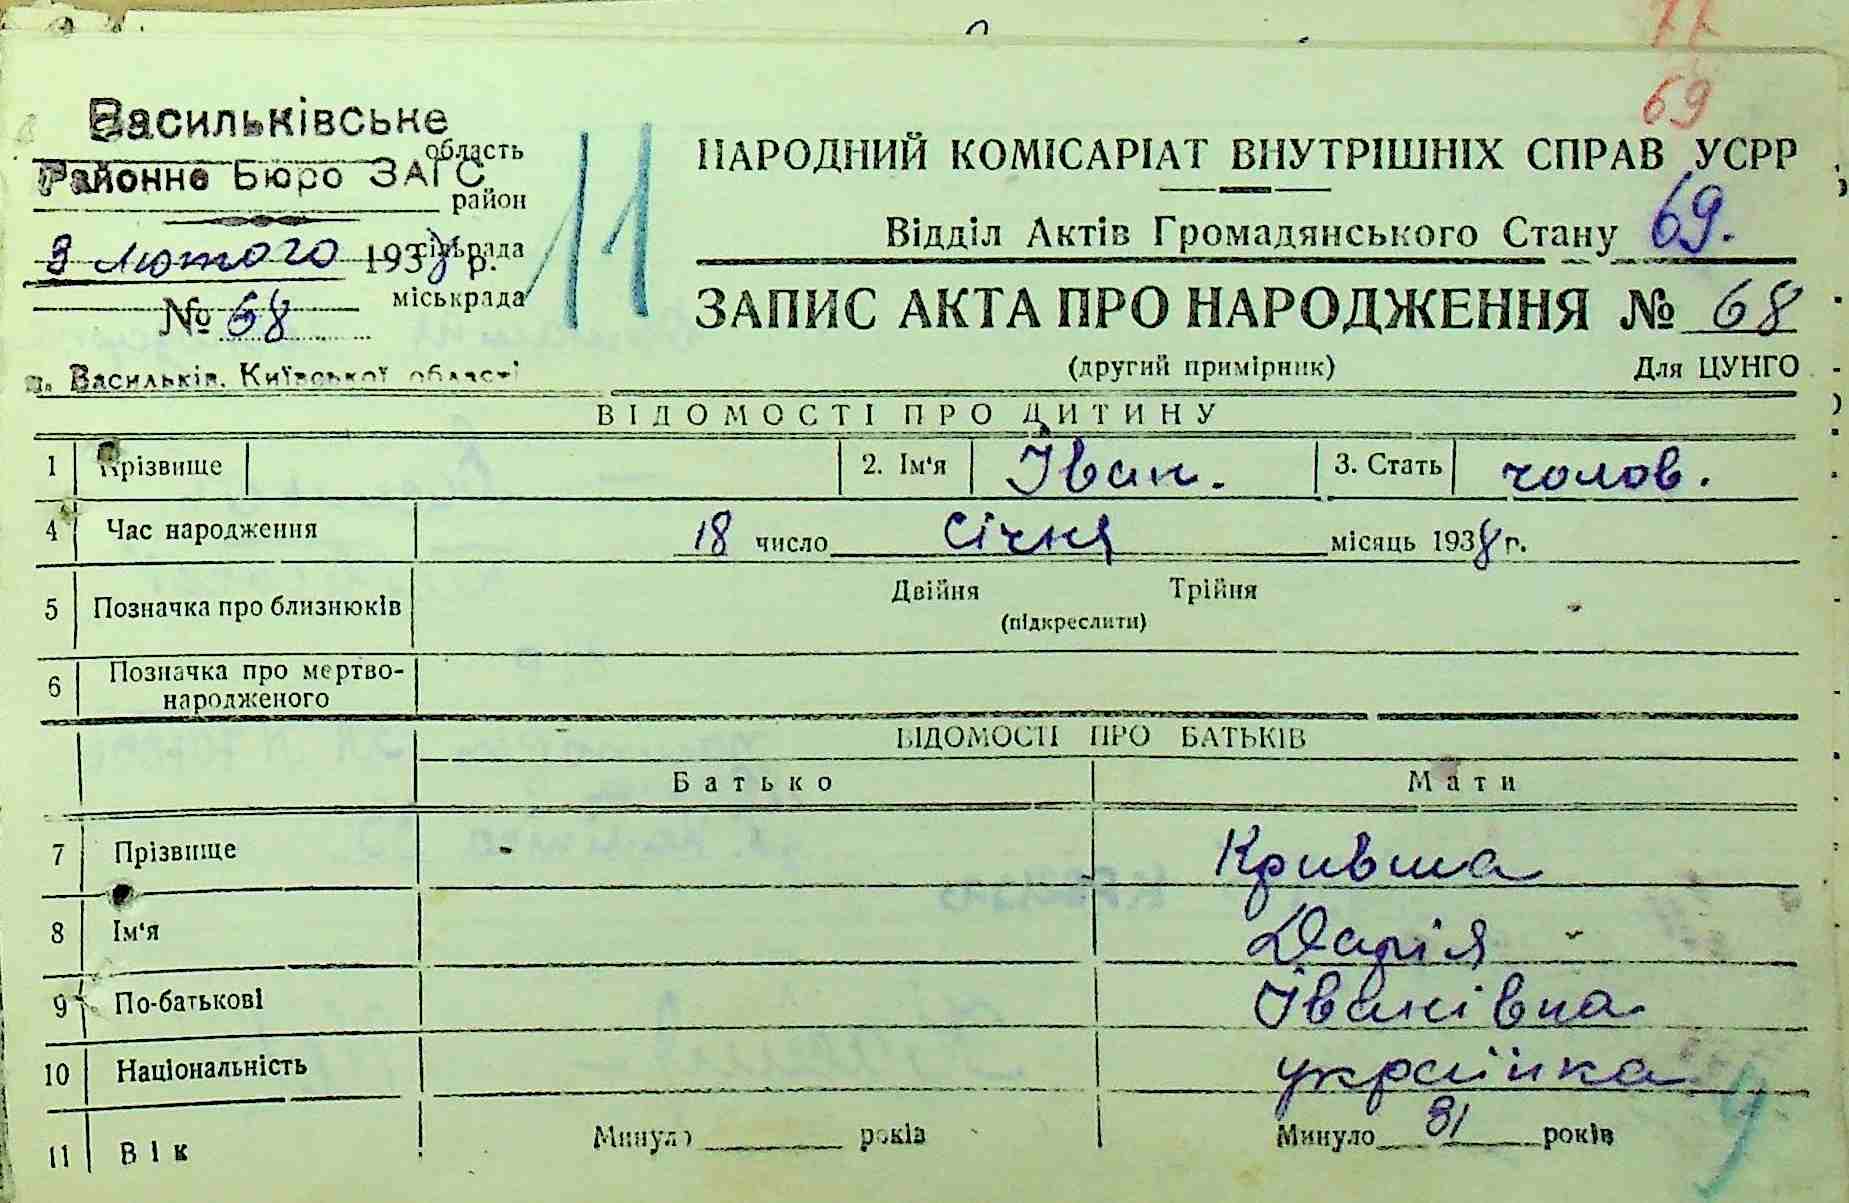 77
69
Васильківське
область
Районне Бюро ЗАГС
район
3 лютого 1938 р.
сільрада
№ 68
міськрада
м. Васильків, Київської області
11
НАРОДНИЙ КОМІСАРІАТ ВНУТРІШНІХ СПРАВ УСРР
Відділ Актів Громадянського Стану 69.
ЗАПИС АКТА ПРО НАРОДЖЕННЯ № 68
(другий примірник) Для ЦУНГО
ВІДОМОСТІ ПРО ДИТИНУ
1 Прізвище 2. Ім'я Іван. 3. Стать чолов.
4 Час народження 18 число Січня місяць 1938 г.
5 Позначка про близнюків Двійня Трійня
(підкреслити)
6 Позначка про мертво-
народженого
ВІДОМОСТІ ПРО БАТЬКІВ
Батько Мати
7 Прізвище - Кривша
8 Ім'я Дарія
9 По-батькові Іванівна
10 Національність українка
11 Вік Минуло років Минуло 31 років